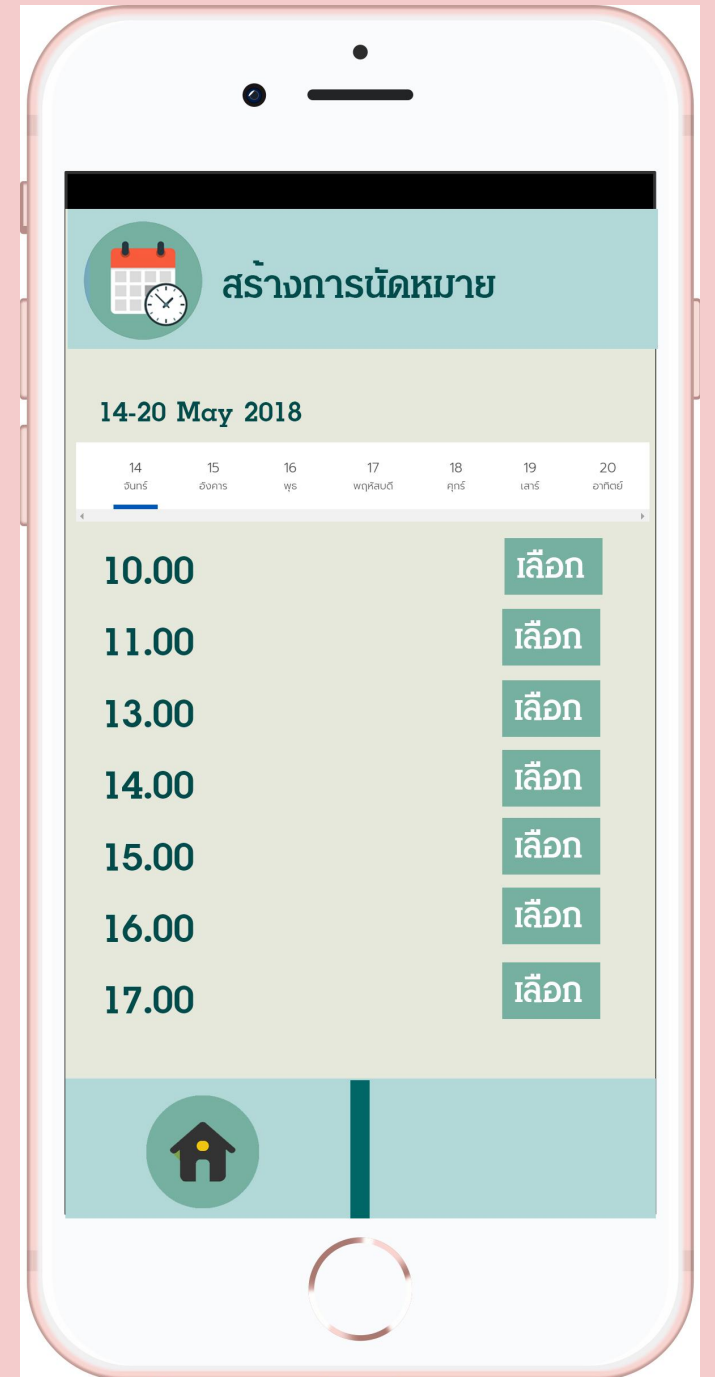 สร้างการนัดหมาย
14-20 May 2018
14 15 16 17 18 19 20
จันทร์ อังคาร พุธ พฤหัสบดี ศุกร์ เสาร์ อาทิตย์
10.00 เลือก
11.00 เลือก
13.00 เลือก
14.00 เลือก
15.00 เลือก
16.00 เลือก
17.00 เลือก